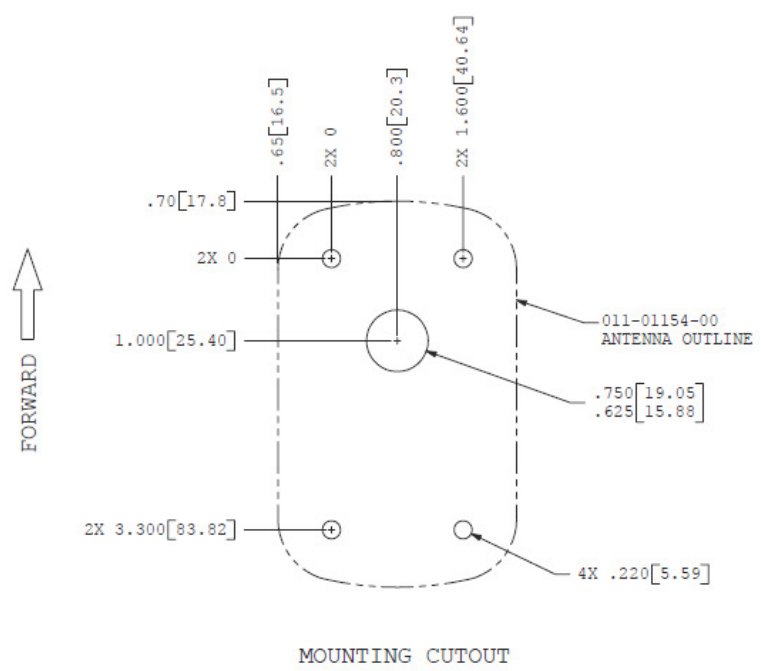 .65[16.5]
2X 0
.800[20.3]
2X 1.600[40.64]
.70[17.8]
2X 0
1.000[25.40]
FORWARD
011-01154-00
ANTENNA OUTLINE
.750[19.05]
.625[15.88]
2X 3.300[83.82]
4X .220[5.59]
MOUNTING CUTOUT